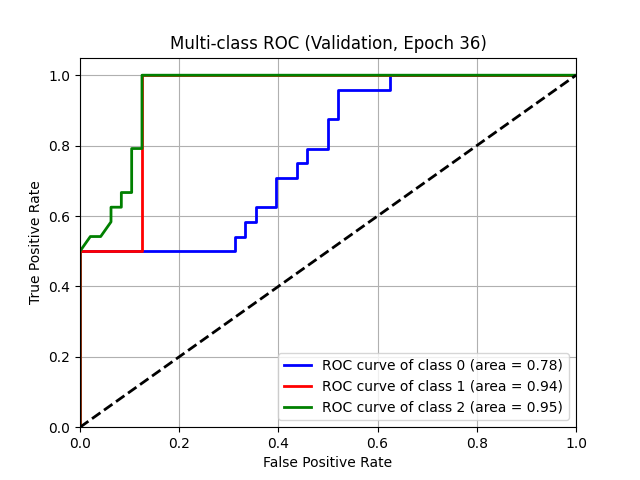 Multi-class ROC (Validation, Epoch 36)
True Positive Rate
1.0
0.8
0.6
0.4
0.2
0.0
ROC curve of class 0 (area = 0.78)
ROC curve of class 1 (area = 0.94)
ROC curve of class 2 (area = 0.95)
0.0 0.2 0.4 0.6 0.8 1.0
False Positive Rate